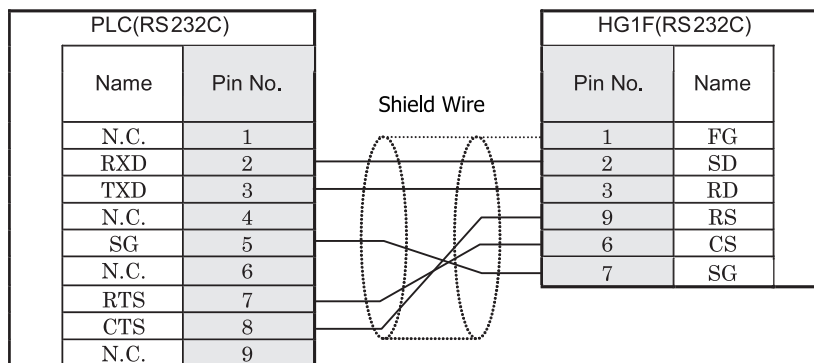 PLC(RS232C) HG1F(RS232C)
Name Pin No. Pin No. Name
Shield Wire
N.C. 1 1 FG
RXD 2 2 SD
TXD 3 3 RD
N.C. 4 9 RS
SG 5 6 CS
N.C. 6 7 SG
RTS 7
CTS 8
N.C. 9